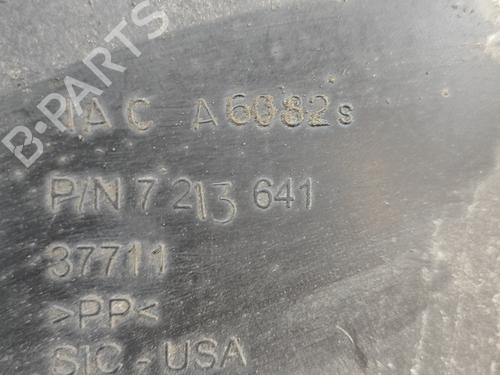 B-PARTS
IAC A6082s
P/N 7 213 641
37711
>PP<
SIC - USA